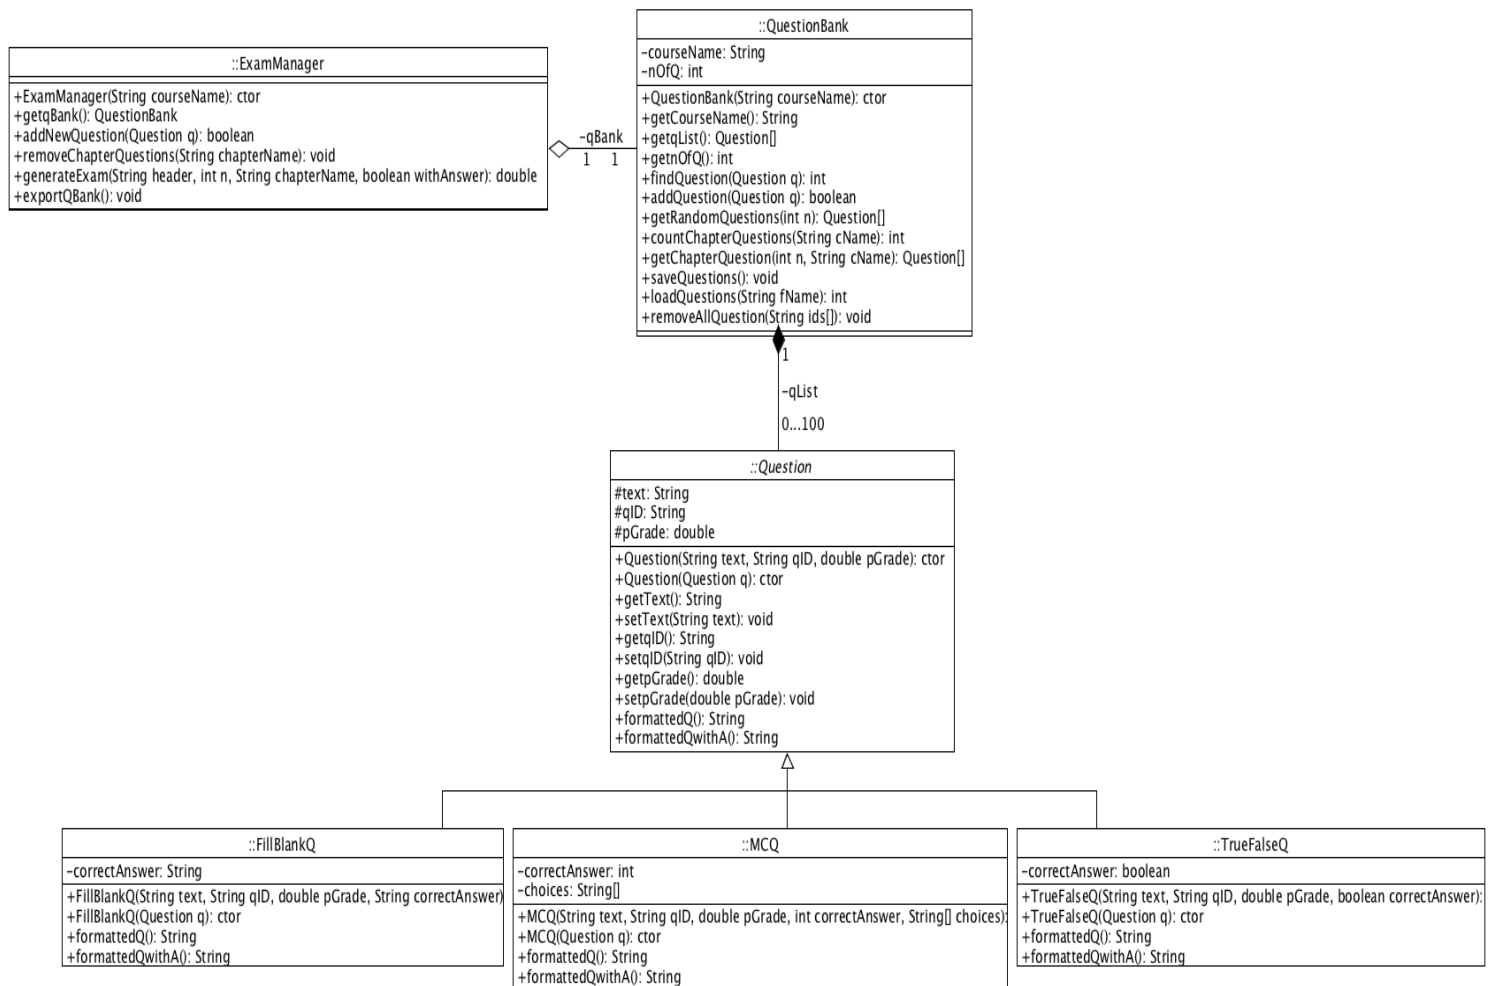 ::ExamManager
+ExamManager(String courseName): ctor
+getqBank(): QuestionBank
+addNewQuestion(Question q): boolean
+removeChapterQuestions(String chapterName): void
+generateExam(String header, int n, String chapterName, boolean withAnswer): double
+exportQBank(): void
-qBank
1 1
::QuestionBank
-courseName: String
-nOfQ: int
+QuestionBank(String courseName): ctor
+getCourseName(): String
+getqList(): Question[]
+getnOfQ(): int
+findQuestion(Question q): int
+addQuestion(Question q): boolean
+getRandomQuestions(int n): Question[]
+countChapterQuestions(String cName): int
+getChapterQuestion(int n, String cName): Question[]
+saveQuestions(): void
+loadQuestions(String fName): int
+removeAllQuestion(String ids[]): void
1
-qList
0...100
::Question
#text: String
#qID: String
#pGrade: double
+Question(String text, String qID, double pGrade): ctor
+Question(Question q): ctor
+getText(): String
+setText(String text): void
+getqID(): String
+setqID(String qID): void
+getpGrade(): double
+setpGrade(double pGrade): void
+formattedQ(): String
+formattedQwithA(): String
::FillBlankQ
-correctAnswer: String
+FillBlankQ(String text, String qID, double pGrade, String correctAnswer)
+FillBlankQ(Question q): ctor
+formattedQ(): String
+formattedQwithA(): String
::MCQ
-correctAnswer: int
-choices: String[]
+MCQ(String text, String qID, double pGrade, int correctAnswer, String[] choices):
+MCQ(Question q): ctor
+formattedQ(): String
+formattedQwithA(): String
::TrueFalseQ
-correctAnswer: boolean
+TrueFalseQ(String text, String qID, double pGrade, boolean correctAnswer):
+TrueFalseQ(Question q): ctor
+formattedQ(): String
+formattedQwithA(): String